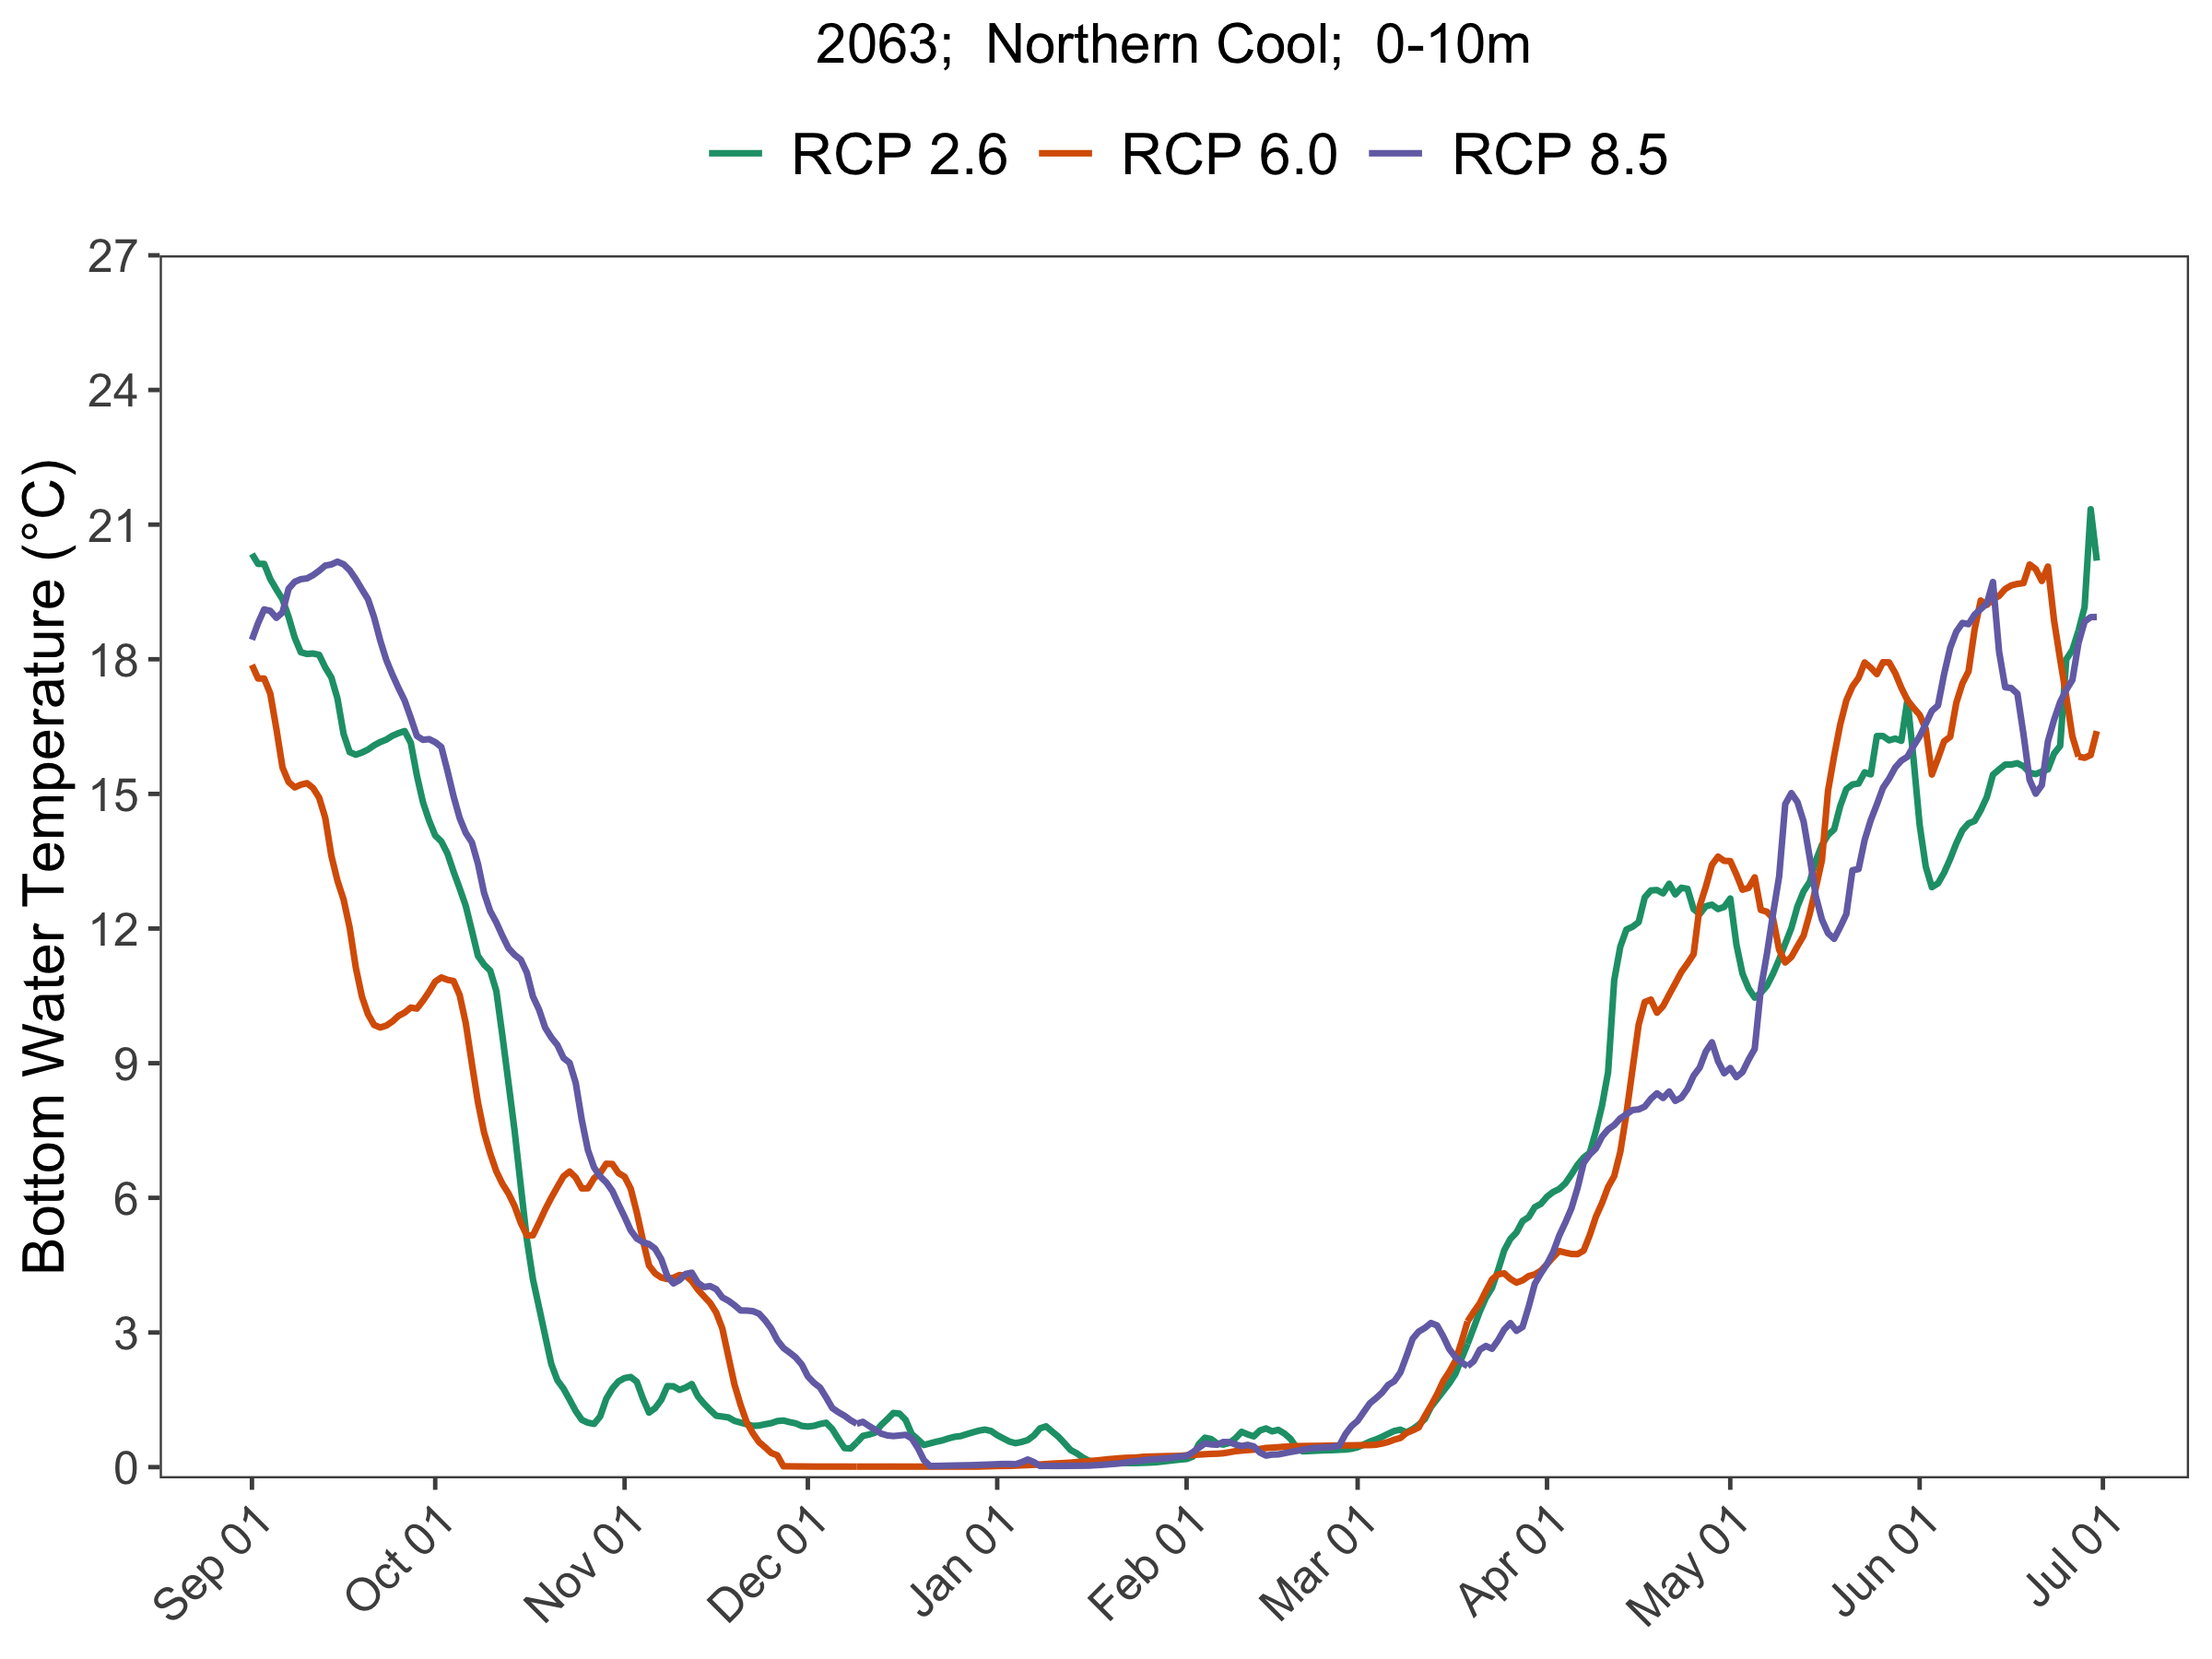 2063;  Northern Cool;  0-10m
RCP 2.6 RCP 6.0 RCP 8.5
Bottom Water Temperature (°C)
27
24
21
18
15
12
9
6
3
0
Sep 01 Oct 01 Nov 01 Dec 01 Jan 01 Feb 01 Mar 01 Apr 01 May 01 Jun 01 Jul 01